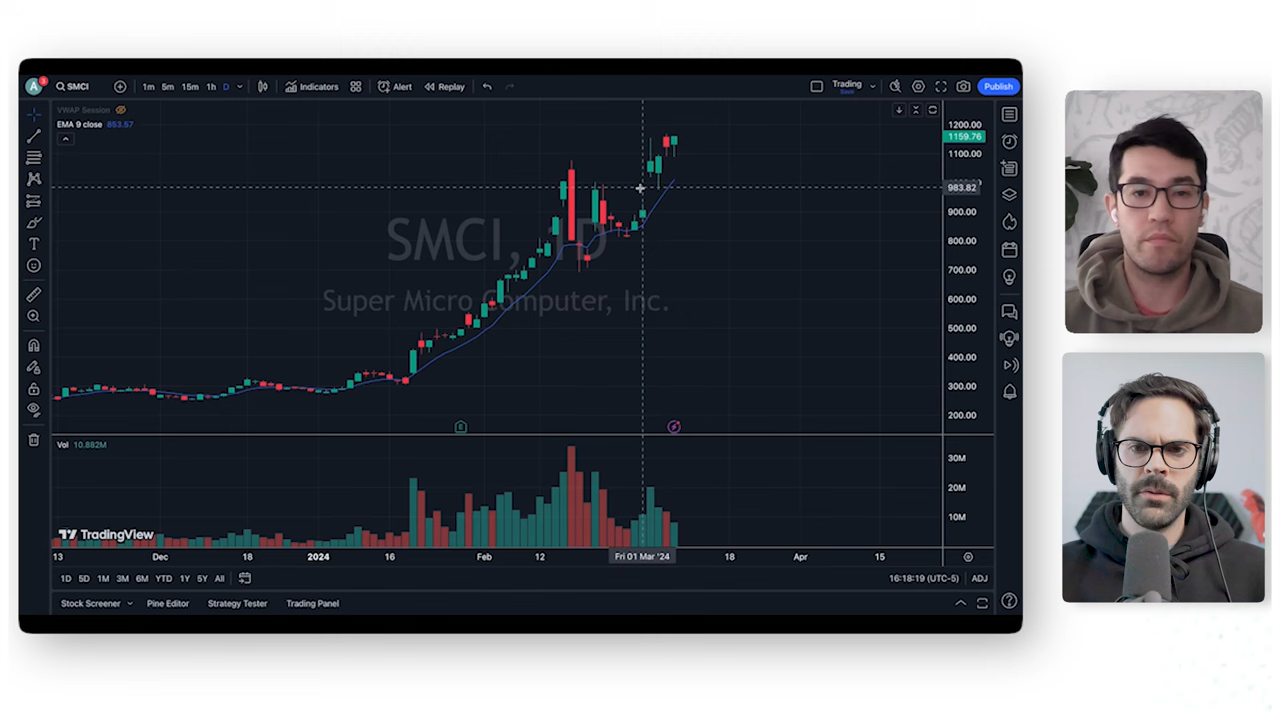 A 3 SMCI 1m 5m 15m 1h D Indicators Alert Replay Trading Save Publish
VWAP Session
EMA 9 close 853.57
1200.00
1159.76
1100.00
983.82
900.00
800.00
700.00
600.00
500.00
400.00
300.00
200.00
SMCI, 1D
Super Micro Computer, Inc.
E
Vol 10.882M
30M
20M
10M
TradingView
13 Dec 18 2024 16 Feb 12 Fri 01 Mar '24 18 Apr 15
1D 5D 1M 3M 6M YTD 1Y 5Y All 16:18:19 (UTC-5) ADJ
Stock Screener Pine Editor Strategy Tester Trading Panel